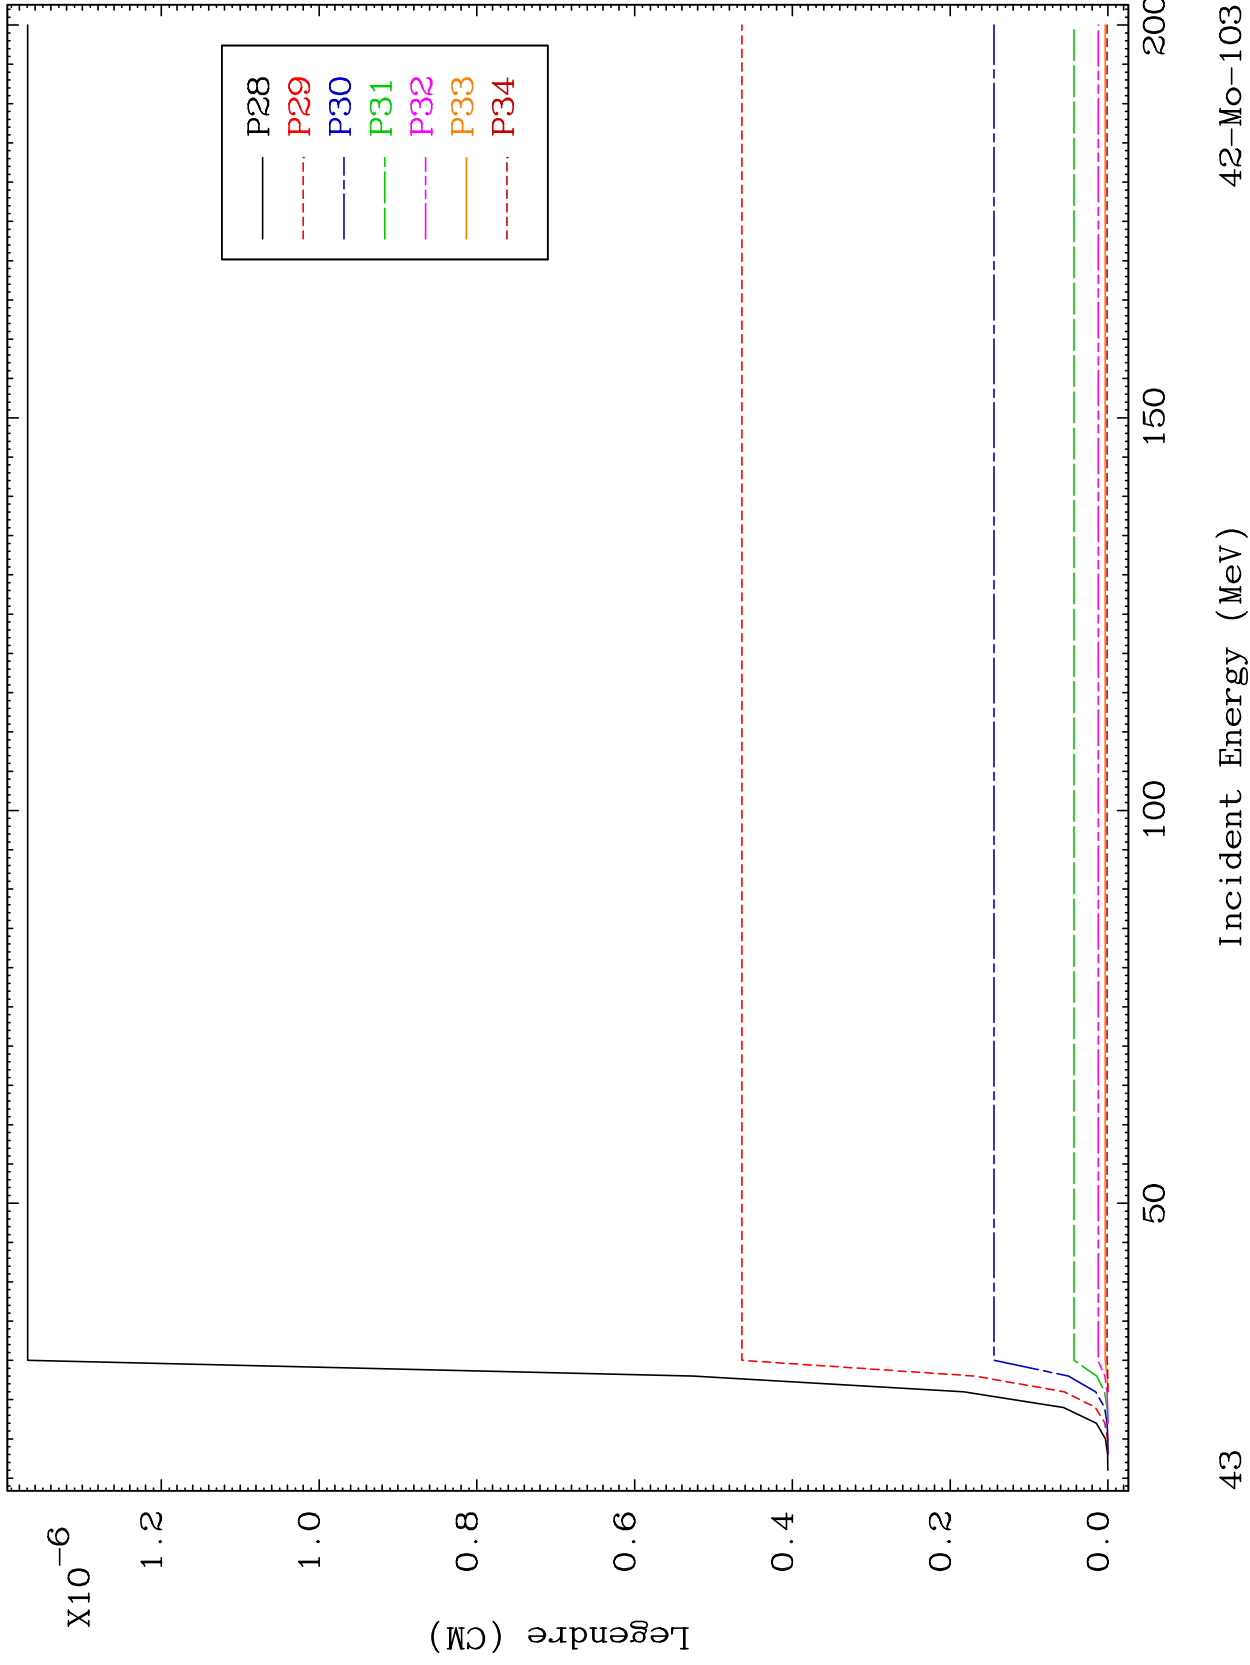 X10-6
1.2
1.0
0.8
0.6
0.4
0.2
0.0
Legendre (CM)
P28
P29
P30
P31
P32
P33
P34
50
100
150
200
Incident Energy (MeV)
43
42-Mo-103